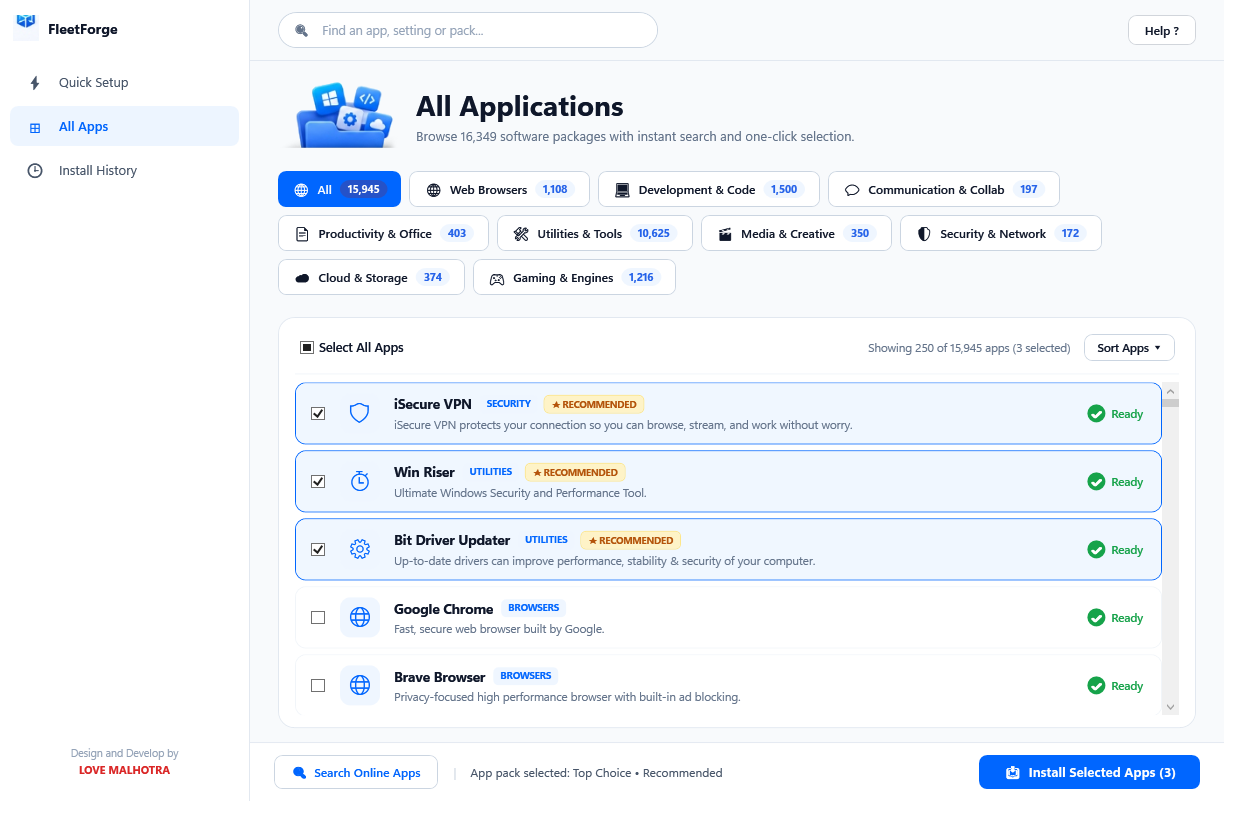 FleetForge
Find an app, setting or pack...
Help ?
Quick Setup
All Apps
Install History
All Applications
Browse 16,349 software packages with instant search and one-click selection.
All 15,945
Web Browsers 1,108
Development & Code 1,500
Communication & Collab 197
Productivity & Office 403
Utilities & Tools 10,625
Media & Creative 350
Security & Network 172
Cloud & Storage 374
Gaming & Engines 1,216
Select All Apps
Showing 250 of 15,945 apps (3 selected)
Sort Apps ▾
iSecure VPN SECURITY ★ RECOMMENDED
iSecure VPN protects your connection so you can browse, stream, and work without worry.
Ready
Win Riser UTILITIES ★ RECOMMENDED
Ultimate Windows Security and Performance Tool.
Ready
Bit Driver Updater UTILITIES ★ RECOMMENDED
Up-to-date drivers can improve performance, stability & security of your computer.
Ready
Google Chrome BROWSERS
Fast, secure web browser built by Google.
Ready
Brave Browser BROWSERS
Privacy-focused high performance browser with built-in ad blocking.
Ready
Design and Develop by
LOVE MALHOTRA
Search Online Apps
| App pack selected: Top Choice • Recommended
Install Selected Apps (3)